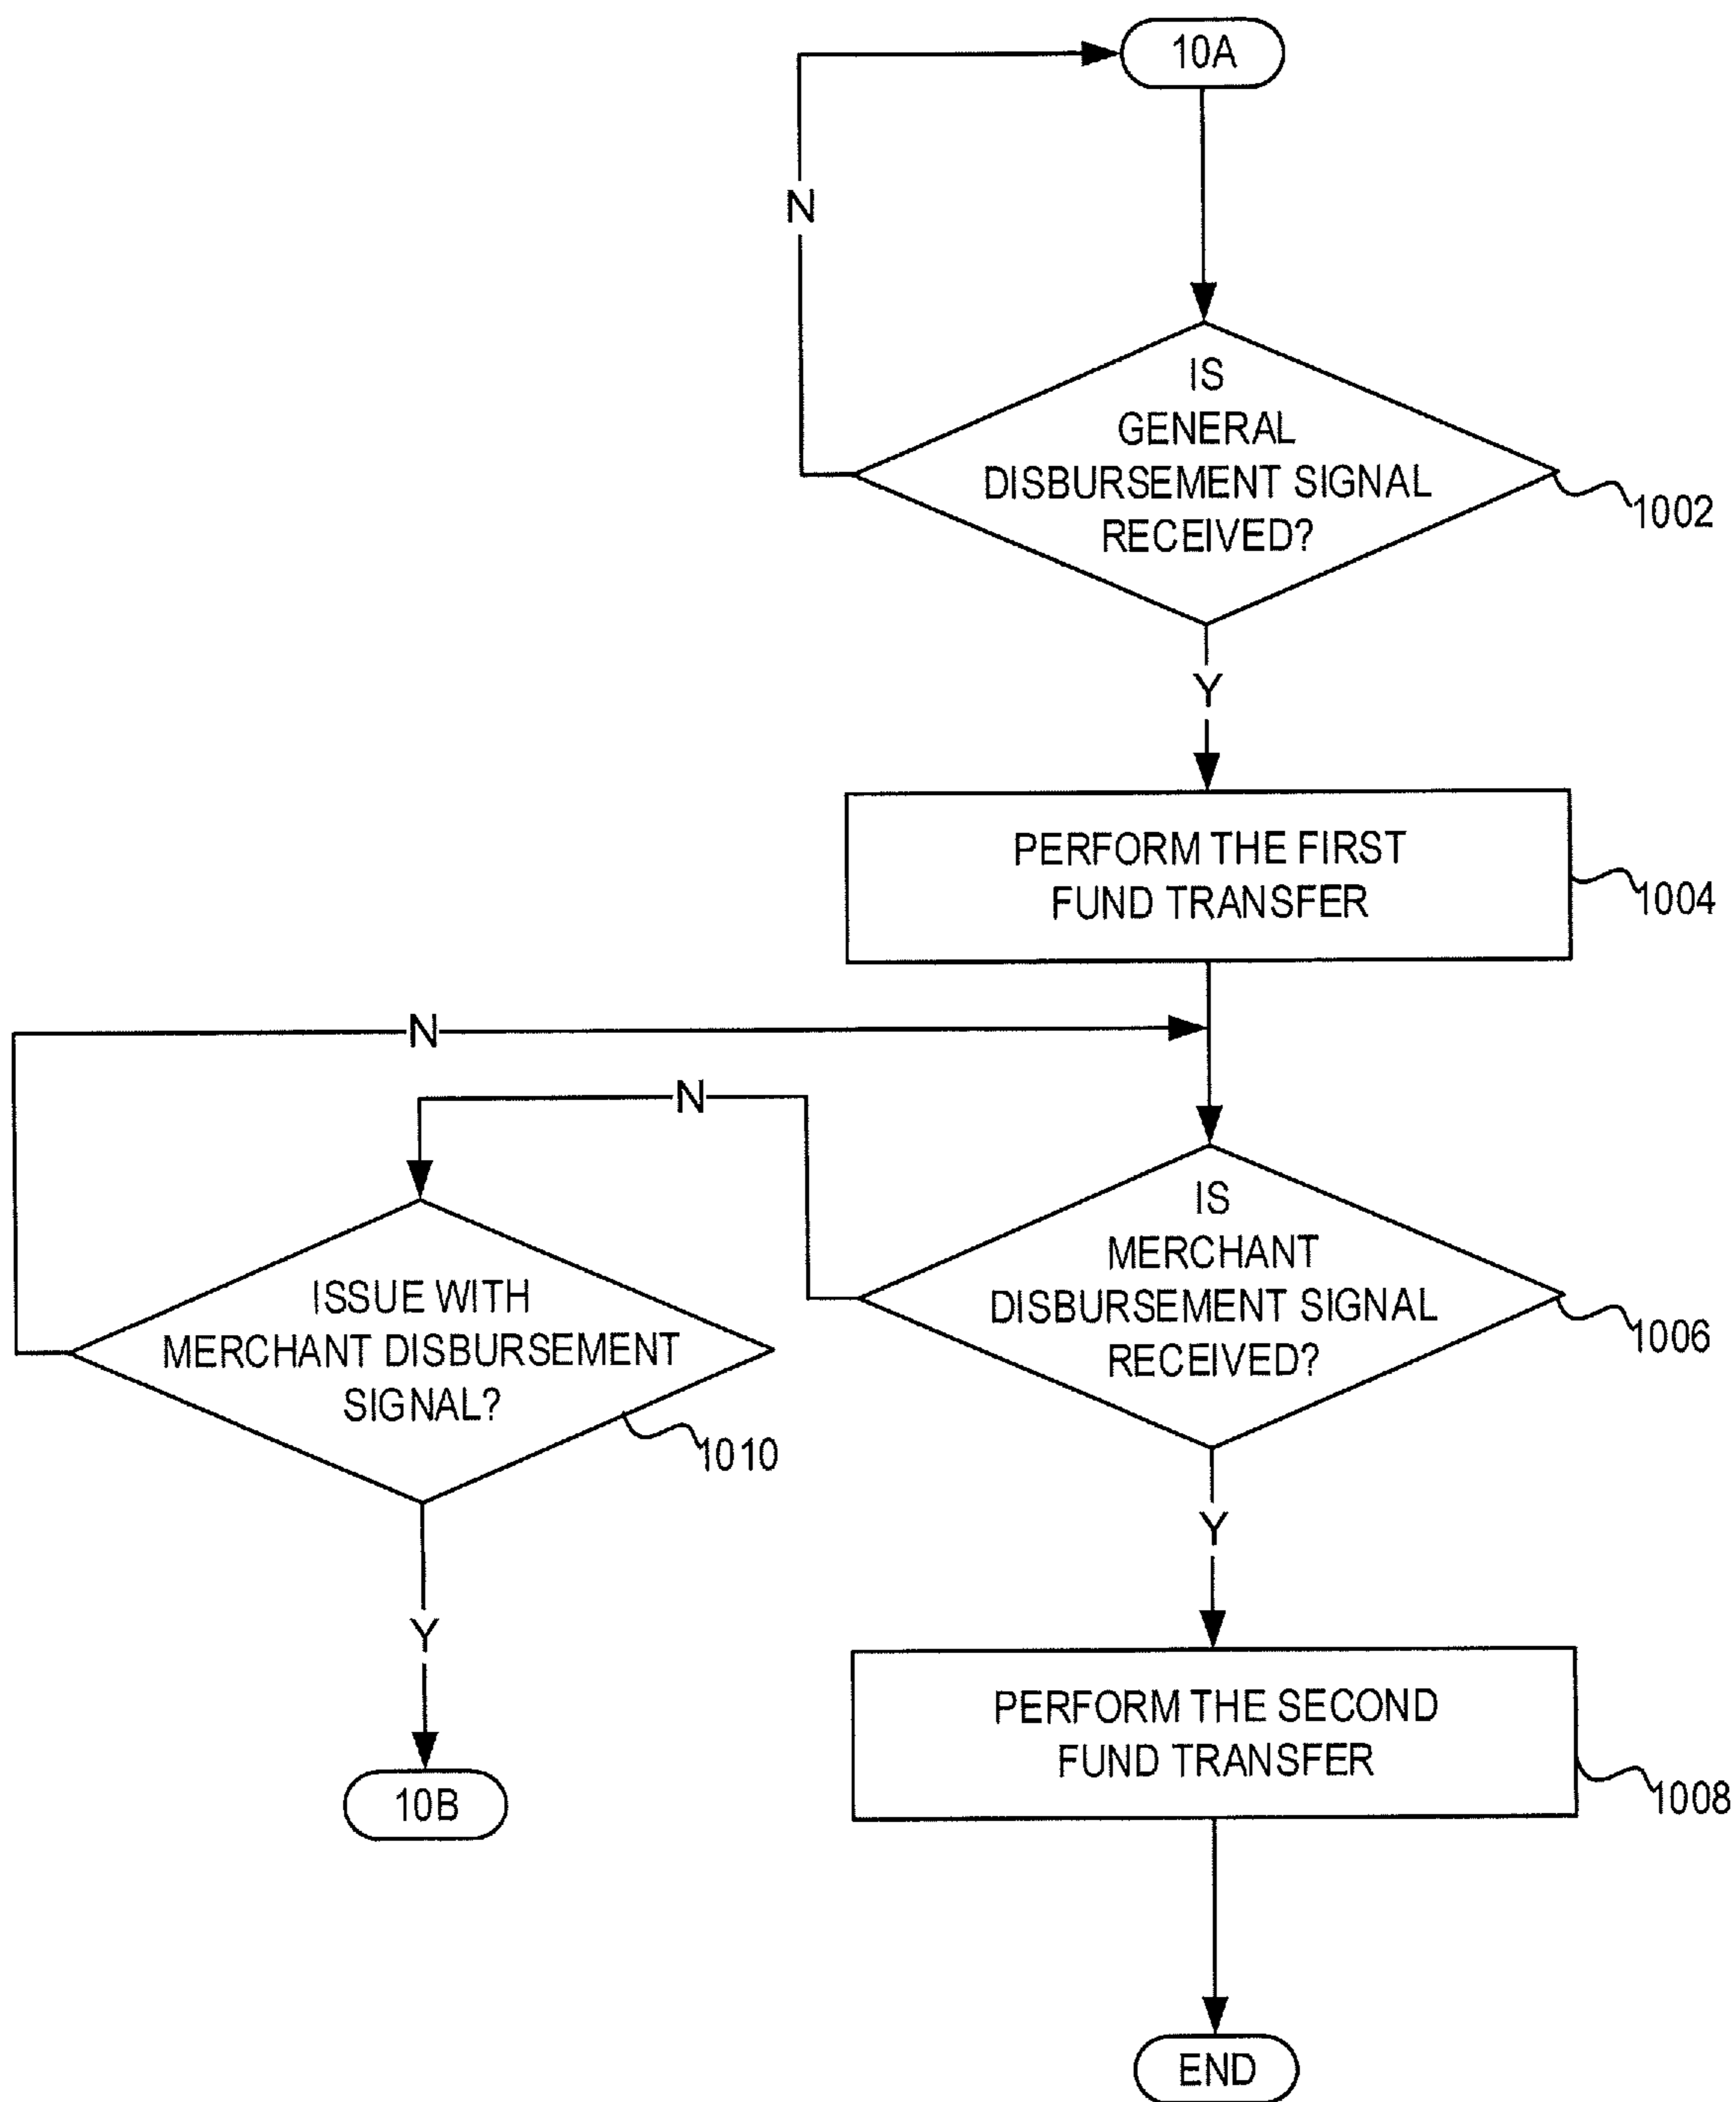 10A
N
IS
GENERAL
DISBURSEMENT SIGNAL
RECEIVED?
1002
Y
PERFORM THE FIRST
FUND TRANSFER
1004
N
N
IS
MERCHANT
DISBURSEMENT SIGNAL
RECEIVED?
1006
ISSUE WITH
MERCHANT DISBURSEMENT
SIGNAL?
1010
Y
Y
10B
PERFORM THE SECOND
FUND TRANSFER
1008
END